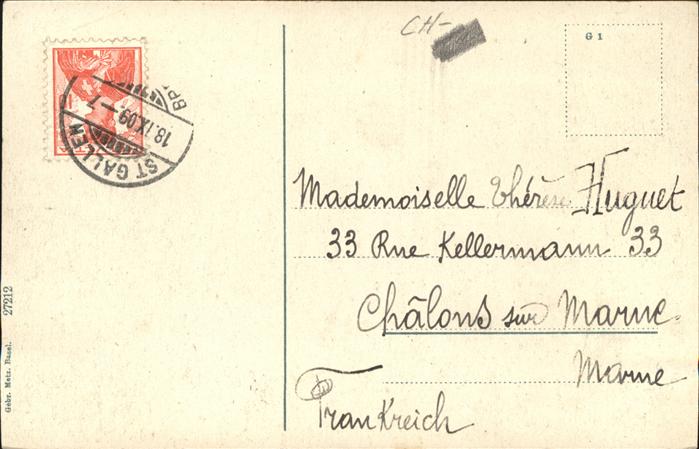 CH-
G 1
ST GALLEN
18.IX.09.-7
Mademoiselle Thérèse Huguet
33 Rue Kellermann 33
Châlons sur Marne
Marne
Frankreich
Gebr. Metz, Basel. 27212